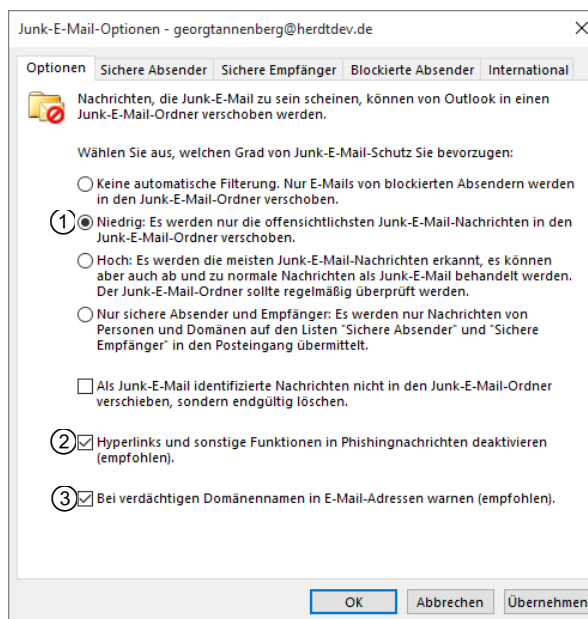 Junk-E-Mail-Optionen - georgtannenberg@herdtdev.de
Optionen Sichere Absender Sichere Empfänger Blockierte Absender International
Nachrichten, die Junk-E-Mail zu sein scheinen, können von Outlook in einen
Junk-E-Mail-Ordner verschoben werden.
Wählen Sie aus, welchen Grad von Junk-E-Mail-Schutz Sie bevorzugen:
Keine automatische Filterung. Nur E-Mails von blockierten Absendern werden
in den Junk-E-Mail-Ordner verschoben.
1 Niedrig: Es werden nur die offensichtlichsten Junk-E-Mail-Nachrichten in den
Junk-E-Mail-Ordner verschoben.
Hoch: Es werden die meisten Junk-E-Mail-Nachrichten erkannt, es können
aber auch ab und zu normale Nachrichten als Junk-E-Mail behandelt werden.
Der Junk-E-Mail-Ordner sollte regelmäßig überprüft werden.
Nur sichere Absender und Empfänger: Es werden nur Nachrichten von
Personen und Domänen auf den Listen "Sichere Absender" und "Sichere
Empfänger" in den Posteingang übermittelt.
Als Junk-E-Mail identifizierte Nachrichten nicht in den Junk-E-Mail-Ordner
verschieben, sondern endgültig löschen.
2 Hyperlinks und sonstige Funktionen in Phishingnachrichten deaktivieren
(empfohlen).
3 Bei verdächtigen Domänennamen in E-Mail-Adressen warnen (empfohlen).
OK Abbrechen Übernehmen